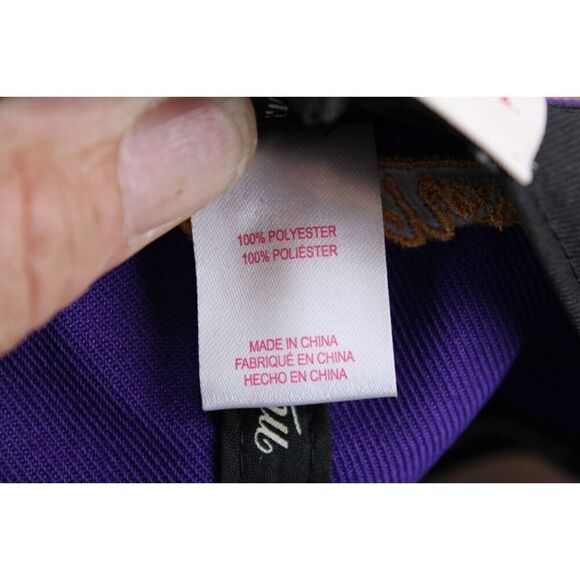 100% POLYESTER
100% POLIÉSTER
MADE IN CHINA
FABRIQUÉ EN CHINA
HECHO EN CHINA